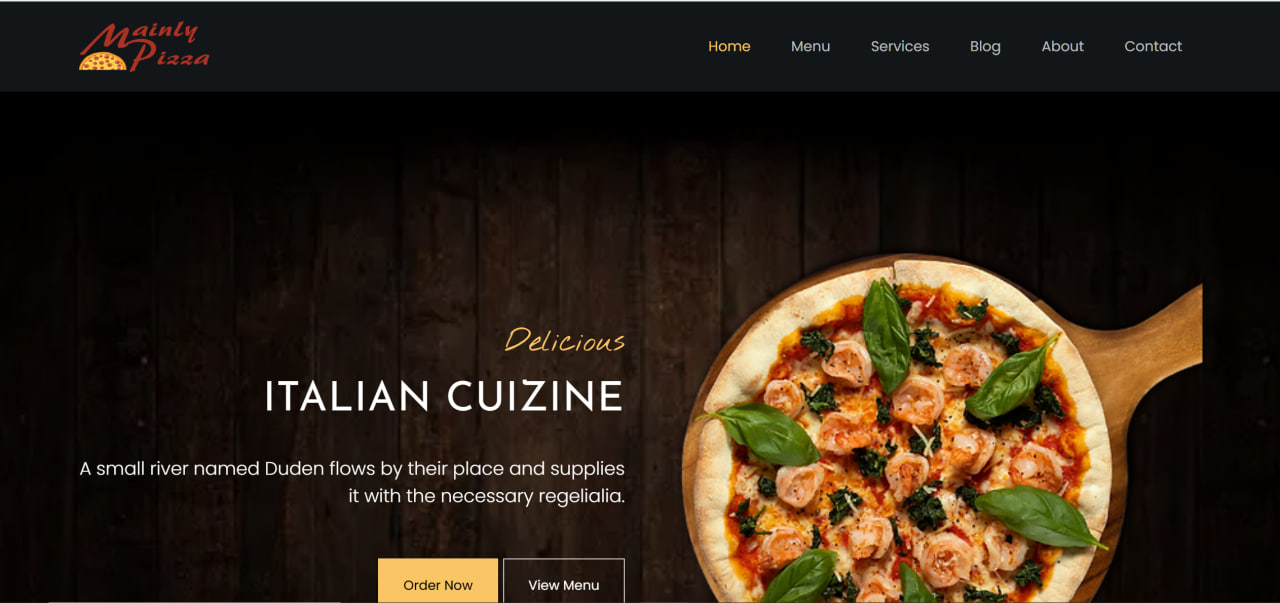 Mainly
Pizza
Home Menu Services Blog About Contact
Delicious
ITALIAN CUIZINE
A small river named Duden flows by their place and supplies
it with the necessary regelialia.
Order Now View Menu